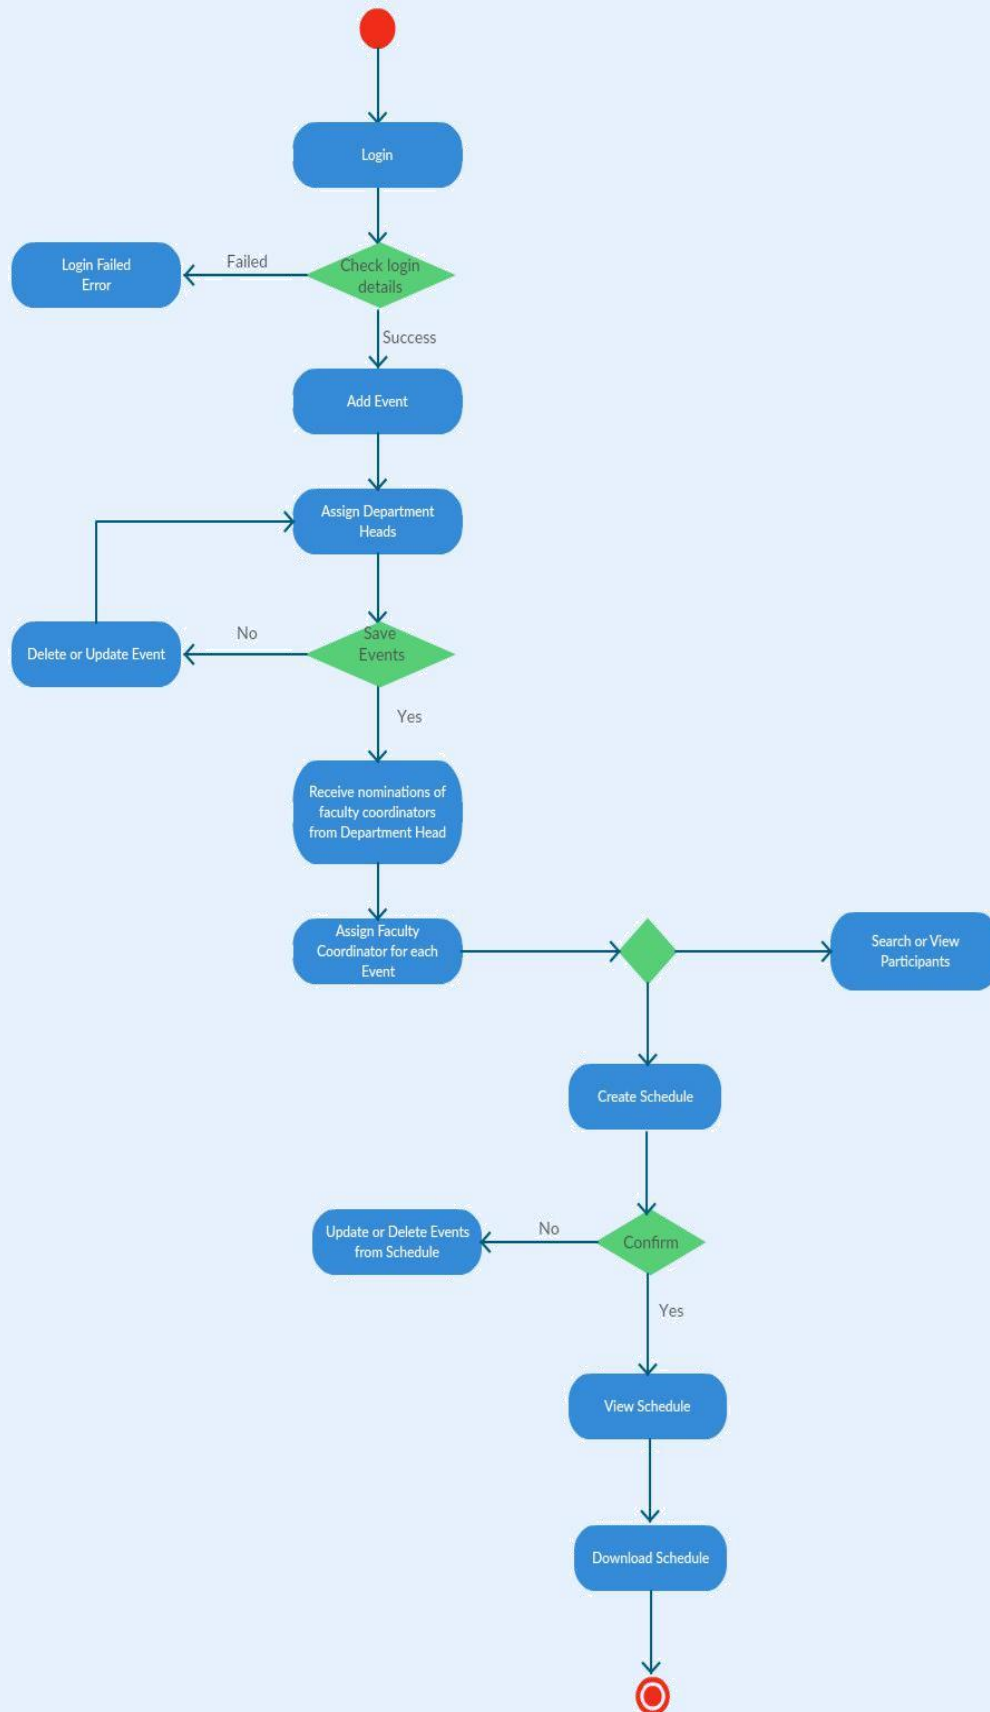 Login
Check login
details
Failed
Login Failed
Error
Success
Add Event
Assign Department
Heads
Save
Events
No
Delete or Update Event
Yes
Receive nominations of
faculty coordinators
from Department Head
Assign Faculty
Coordinator for each
Event
Search or View
Participants
Create Schedule
Confirm
No
Update or Delete Events
from Schedule
Yes
View Schedule
Download Schedule